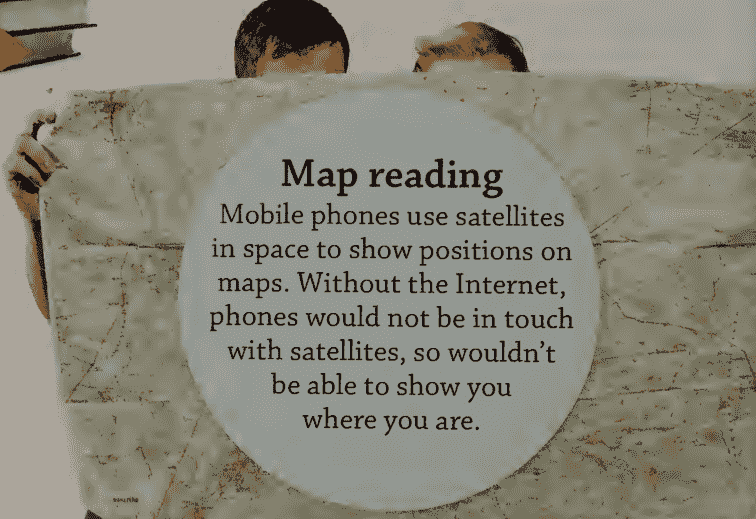 Map reading
Mobile phones use satellites
in space to show positions on
maps. Without the Internet,
phones would not be in touch
with satellites, so wouldn't
be able to show you
where you are.